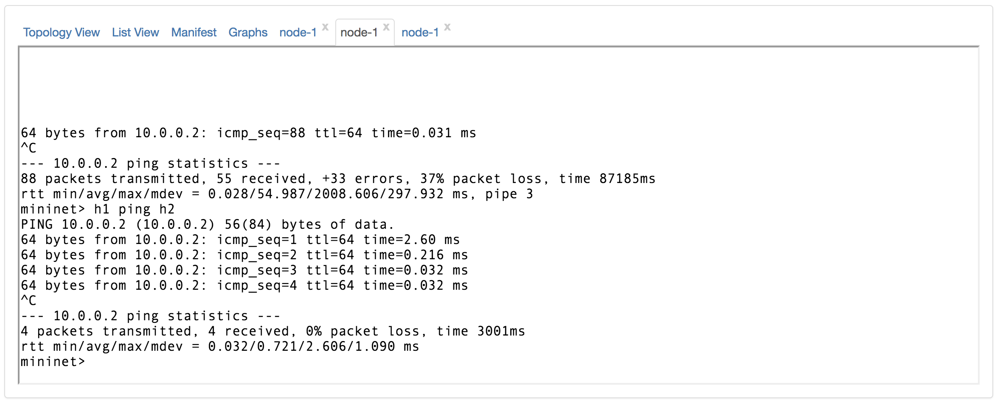 Topology View List View Manifest Graphs node-1 x node-1 x node-1 x
64 bytes from 10.0.0.2: icmp_seq=88 ttl=64 time=0.031 ms
^C
--- 10.0.0.2 ping statistics ---
88 packets transmitted, 55 received, +33 errors, 37% packet loss, time 87185ms
rtt min/avg/max/mdev = 0.028/54.987/2008.606/297.932 ms, pipe 3
mininet> h1 ping h2
PING 10.0.0.2 (10.0.0.2) 56(84) bytes of data.
64 bytes from 10.0.0.2: icmp_seq=1 ttl=64 time=2.60 ms
64 bytes from 10.0.0.2: icmp_seq=2 ttl=64 time=0.216 ms
64 bytes from 10.0.0.2: icmp_seq=3 ttl=64 time=0.032 ms
64 bytes from 10.0.0.2: icmp_seq=4 ttl=64 time=0.032 ms
^C
--- 10.0.0.2 ping statistics ---
4 packets transmitted, 4 received, 0% packet loss, time 3001ms
rtt min/avg/max/mdev = 0.032/0.721/2.606/1.090 ms
mininet>